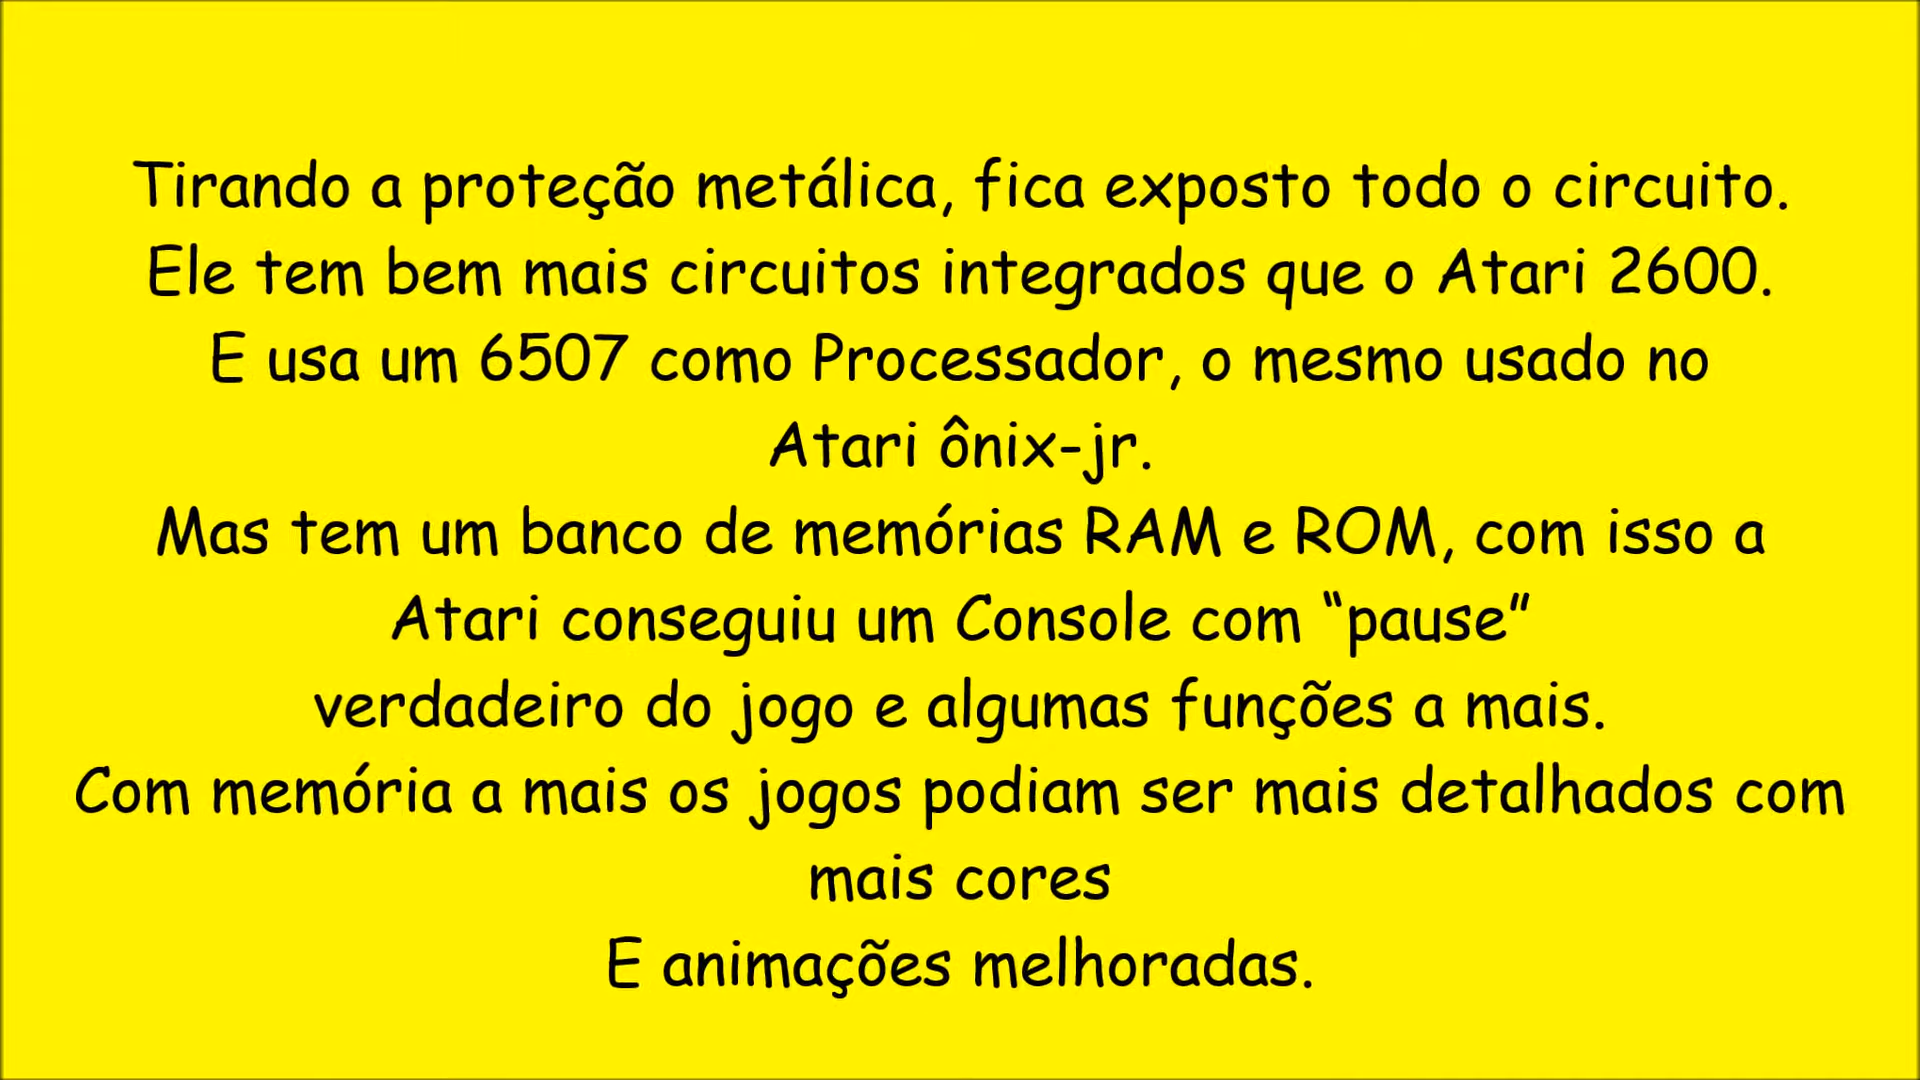 Tirando a proteção metálica, fica exposto todo o circuito.
Ele tem bem mais circuitos integrados que o Atari 2600.
E usa um 6507 como Processador, o mesmo usado no
Atari ônix-jr.
Mas tem um banco de memórias RAM e ROM, com isso a
Atari conseguiu um Console com “pause”
verdadeiro do jogo e algumas funções a mais.
Com memória a mais os jogos podiam ser mais detalhados com
mais cores
E animações melhoradas.